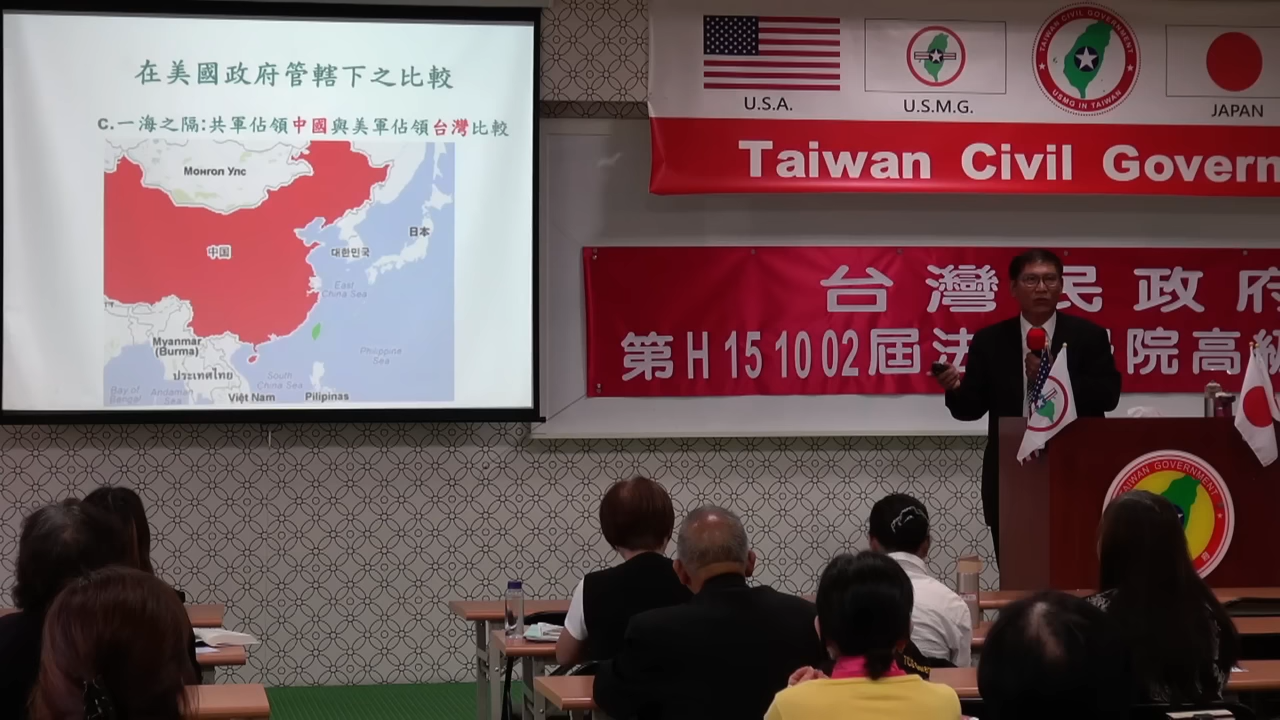 在美國政府管轄下之比較
c.一海之隔:共軍佔領中國與美軍佔領台灣比較
Монгол Улс
中国
대한민국
日本
East
China Sea
Myanmar
(Burma)
ประเทศไทย
Philippine
Sea
South
China Sea
Bay of
Bengal
Andaman
Sea
Việt Nam
Pilipinas
U.S.A.
U.S.M.G.
TAIWAN CIVIL GOVERNMENT
USMG IN TAIWAN
JAPAN
Taiwan Civil Govern
台灣民政府
第H151002屆法 院高級
TAIWAN GOVERNMENT